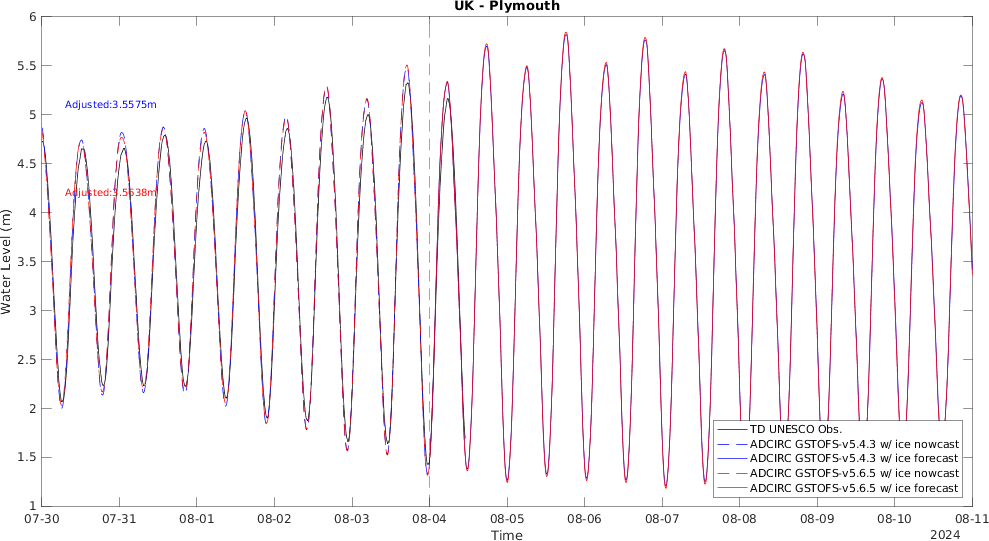 UK - Plymouth
6
5.5
5
4.5
4
3.5
3
2.5
2
1.5
1
Water Level (m)
Adjusted:3.5575m
Adjusted:3.5638m
TD UNESCO Obs.
ADCIRC GSTOFS-v5.4.3 w/ ice nowcast
ADCIRC GSTOFS-v5.4.3 w/ ice forecast
ADCIRC GSTOFS-v5.6.5 w/ ice nowcast
ADCIRC GSTOFS-v5.6.5 w/ ice forecast
07-30 07-31 08-01 08-02 08-03 08-04 08-05 08-06 08-07 08-08 08-09 08-10 08-11
Time
2024